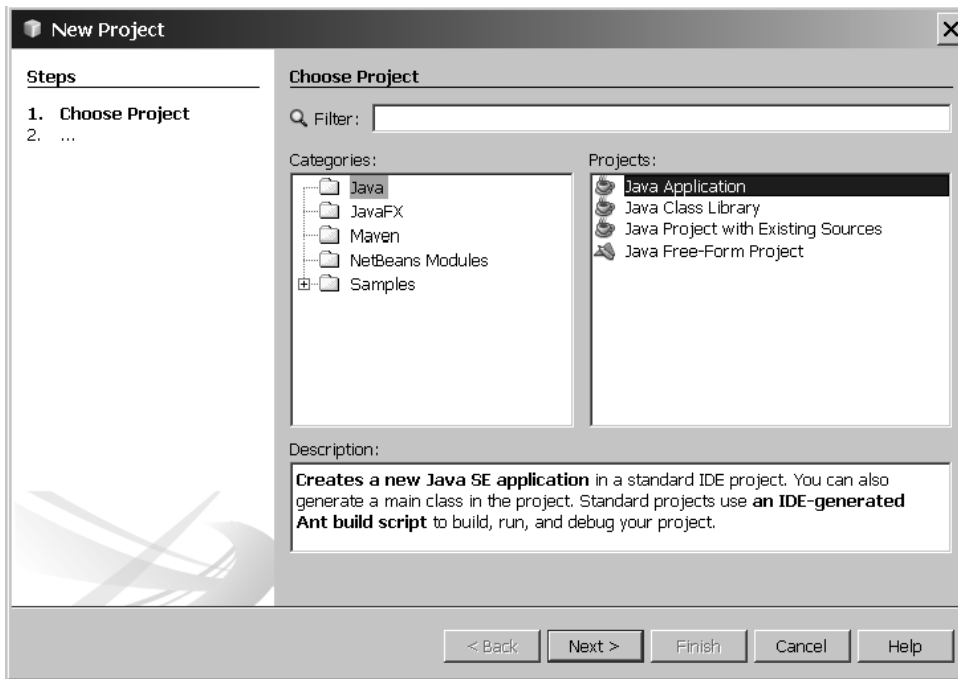 New Project
Steps
1. Choose Project
2. ...
Choose Project
Filter:
Categories:
Java
JavaFX
Maven
NetBeans Modules
Samples
Projects:
Java Application
Java Class Library
Java Project with Existing Sources
Java Free-Form Project
Description:
Creates a new Java SE application in a standard IDE project. You can also
generate a main class in the project. Standard projects use an IDE-generated
Ant build script to build, run, and debug your project.
< Back
Next >
Finish
Cancel
Help